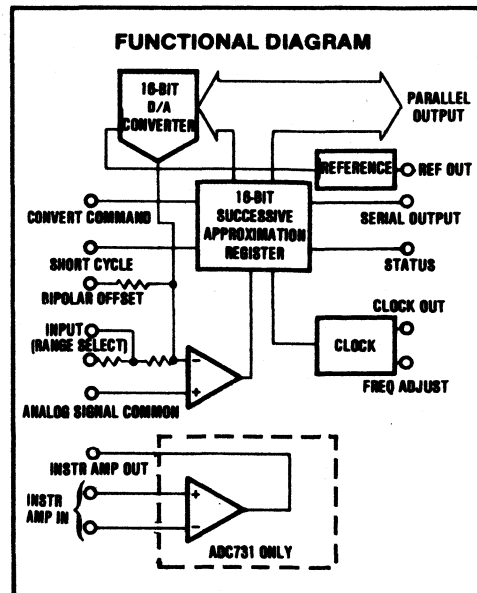 FUNCTIONAL DIAGRAM
16-BIT
D/A
CONVERTER
PARALLEL
OUTPUT
REFERENCE
REF OUT
16-BIT
SUCCESSIVE
APPROXIMATION
REGISTER
CONVERT COMMAND
SERIAL OUTPUT
SHORT CYCLE
STATUS
BIPOLAR OFFSET
CLOCK OUT
INPUT
(RANGE SELECT)
CLOCK
−
+
FREQ ADJUST
ANALOG SIGNAL COMMON
INSTR AMP OUT
INSTR
AMP IN
+
−
ADC731 ONLY